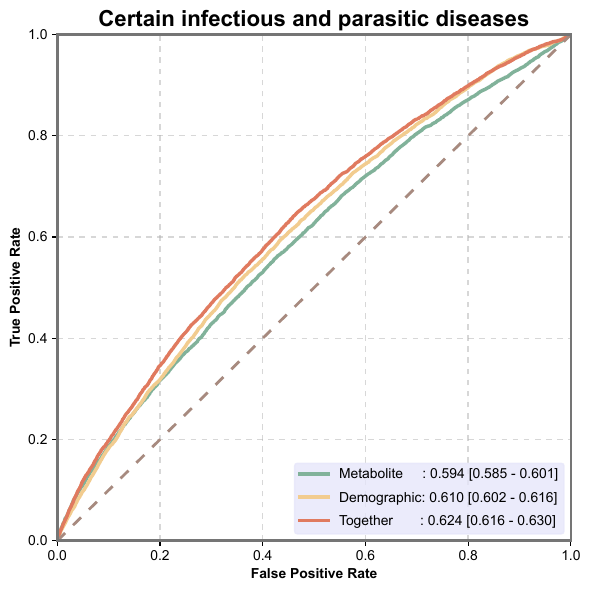 Certain infectious and parasitic diseases
1.0
0.8
0.6
0.4
0.2
0.0
True Positive Rate
Metabolite : 0.594 [0.585 - 0.601]
Demographic: 0.610 [0.602 - 0.616]
Together : 0.624 [0.616 - 0.630]
0.0 0.2 0.4 0.6 0.8 1.0
False Positive Rate